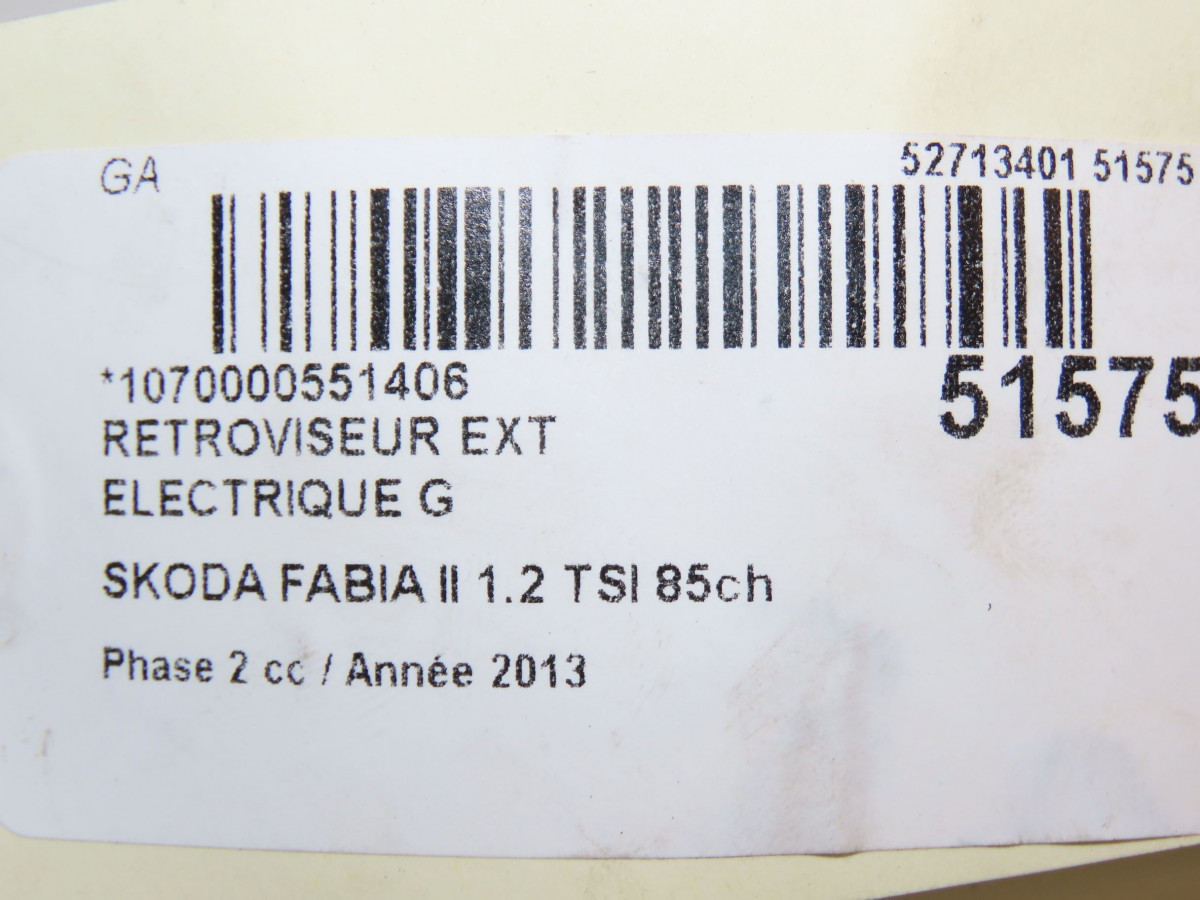 GA
52713401 51575
*1070000551406
51575
RETROVISEUR EXT
ELECTRIQUE G
SKODA FABIA II 1.2 TSI 85ch
Phase 2 cc / Année 2013